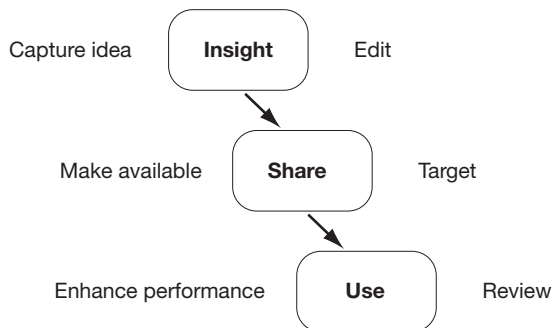 Capture idea Insight Edit
Make available Share Target
Enhance performance Use Review